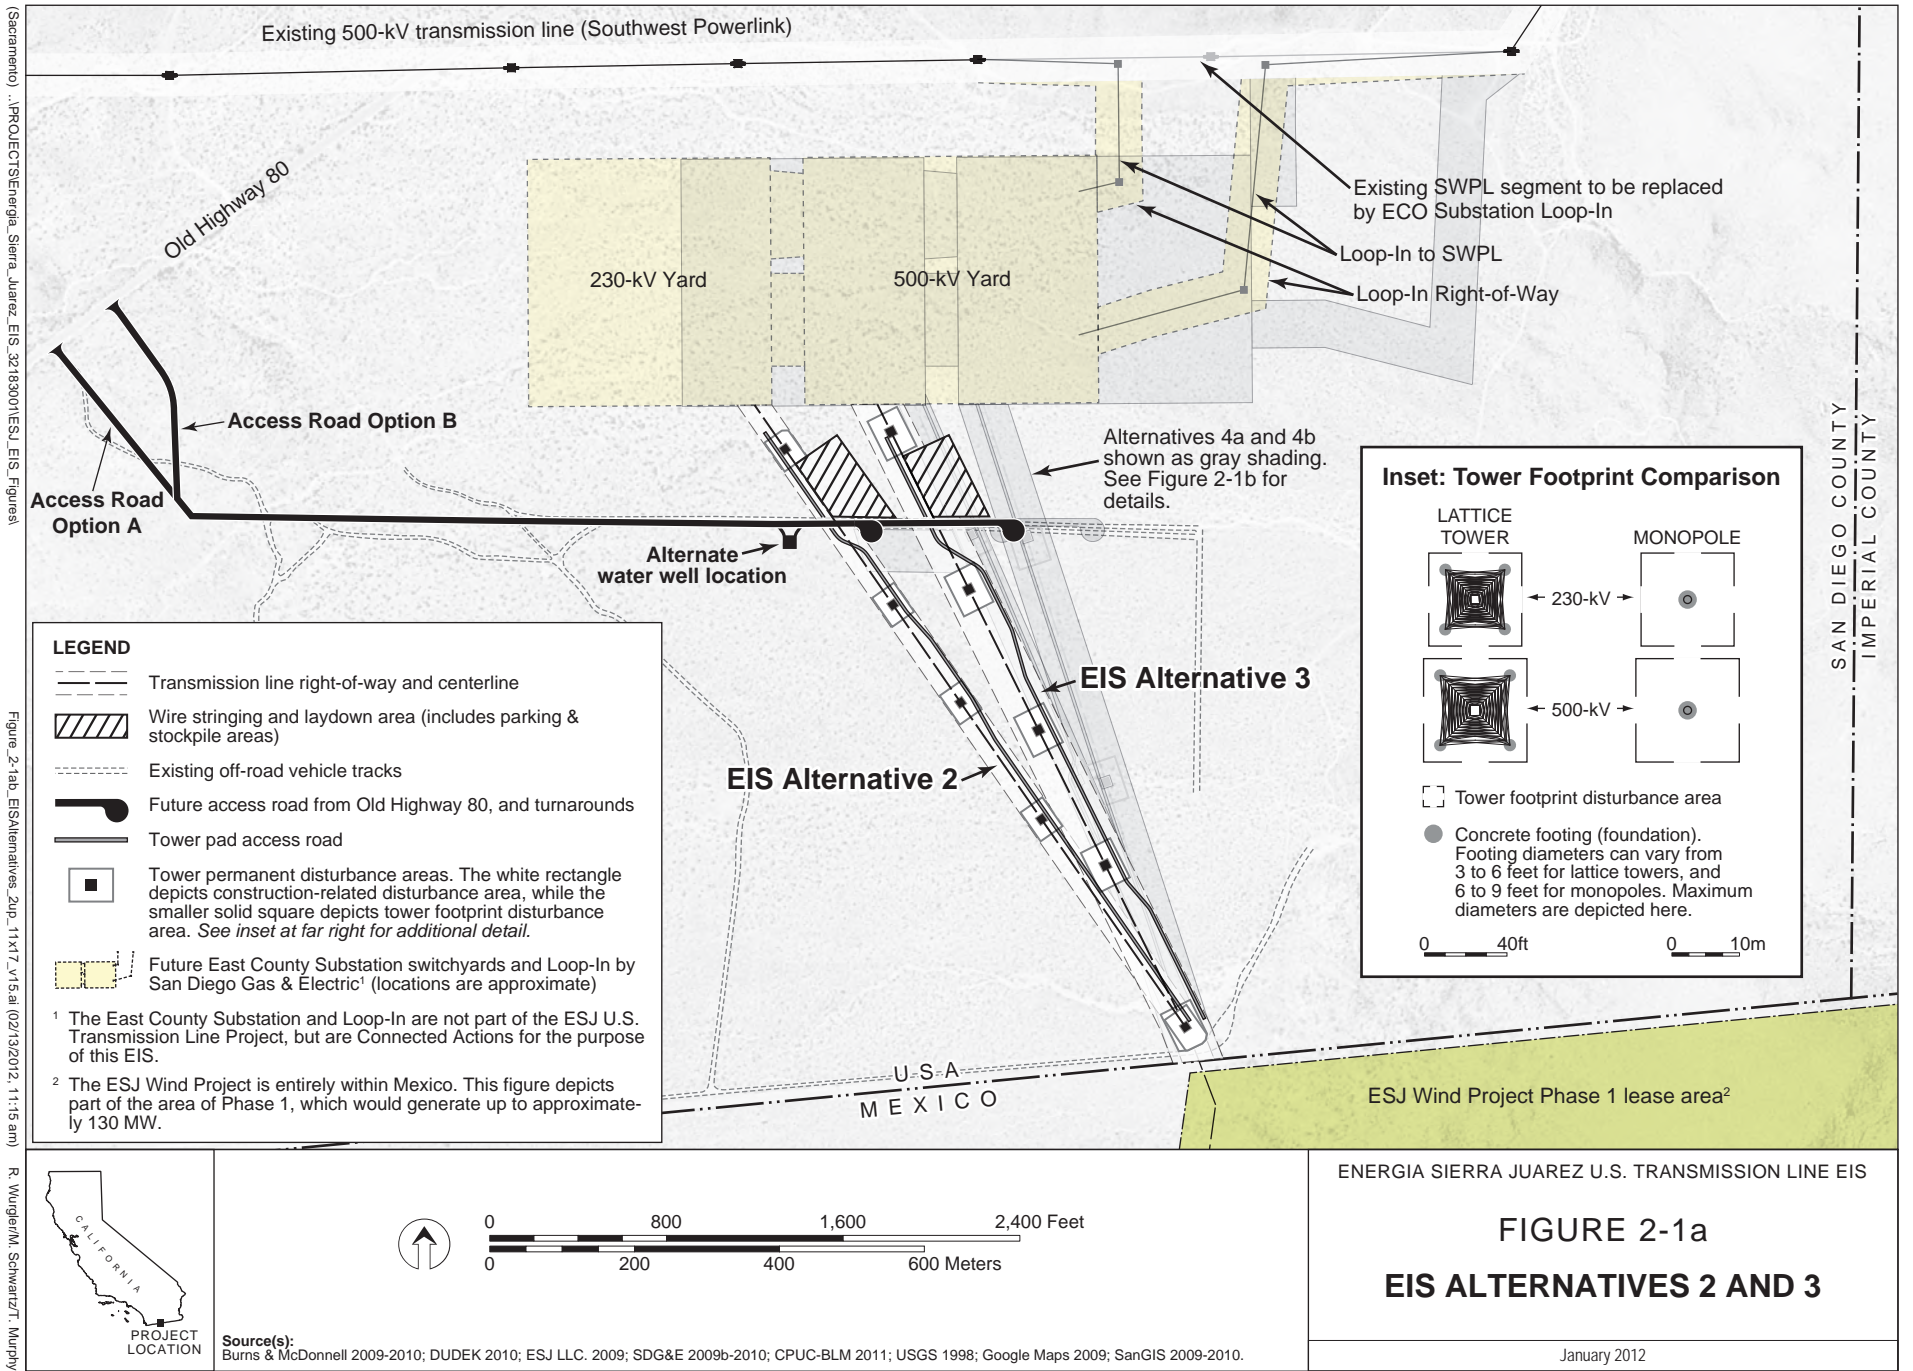 (Sacramento) ...\PROJECTS\Energia_Sierra_Juarez_EIS_32183001\ESJ_EIS_Figures\
Figure_2-1ab_EISAlternatives_2up_11x17_v15.ai (02/13/2012, 11:15 am)
R. Wurgler/M. Schwartz/T. Murphy
Existing 500-kV transmission line (Southwest Powerlink)
Old Highway 80
230-kV Yard
500-kV Yard
Existing SWPL segment to be replaced
by ECO Substation Loop-In
Loop-In to SWPL
Loop-In Right-of-Way
SAN DIEGO COUNTY
IMPERIAL COUNTY
Access Road Option B
Access Road
Option A
Alternate
water well location
Alternatives 4a and 4b
shown as gray shading.
See Figure 2-1b for
details.
EIS Alternative 3
EIS Alternative 2
Inset: Tower Footprint Comparison
LATTICE
TOWER
MONOPOLE
230-kV
500-kV
Tower footprint disturbance area
Concrete footing (foundation).
Footing diameters can vary from
3 to 6 feet for lattice towers, and
6 to 9 feet for monopoles. Maximum
diameters are depicted here.
0 40ft
0 10m
LEGEND
Transmission line right-of-way and centerline
Wire stringing and laydown area (includes parking &
stockpile areas)
Existing off-road vehicle tracks
Future access road from Old Highway 80, and turnarounds
Tower pad access road
Tower permanent disturbance areas. The white rectangle
depicts construction-related disturbance area, while the
smaller solid square depicts tower footprint disturbance
area. See inset at far right for additional detail.
Future East County Substation switchyards and Loop-In by
San Diego Gas & Electric¹ (locations are approximate)
¹ The East County Substation and Loop-In are not part of the ESJ U.S.
Transmission Line Project, but are Connected Actions for the purpose
of this EIS.
² The ESJ Wind Project is entirely within Mexico. This figure depicts
part of the area of Phase 1, which would generate up to approximate-
ly 130 MW.
USA
MEXICO
ESJ Wind Project Phase 1 lease area²
CALIFORNIA
PROJECT
LOCATION
0 800 1,600 2,400 Feet
0 200 400 600 Meters
Source(s):
Burns & McDonnell 2009-2010; DUDEK 2010; ESJ LLC. 2009; SDG&E 2009b-2010; CPUC-BLM 2011; USGS 1998; Google Maps 2009; SanGIS 2009-2010.
ENERGIA SIERRA JUAREZ U.S. TRANSMISSION LINE EIS
FIGURE 2-1a
EIS ALTERNATIVES 2 AND 3
January 2012